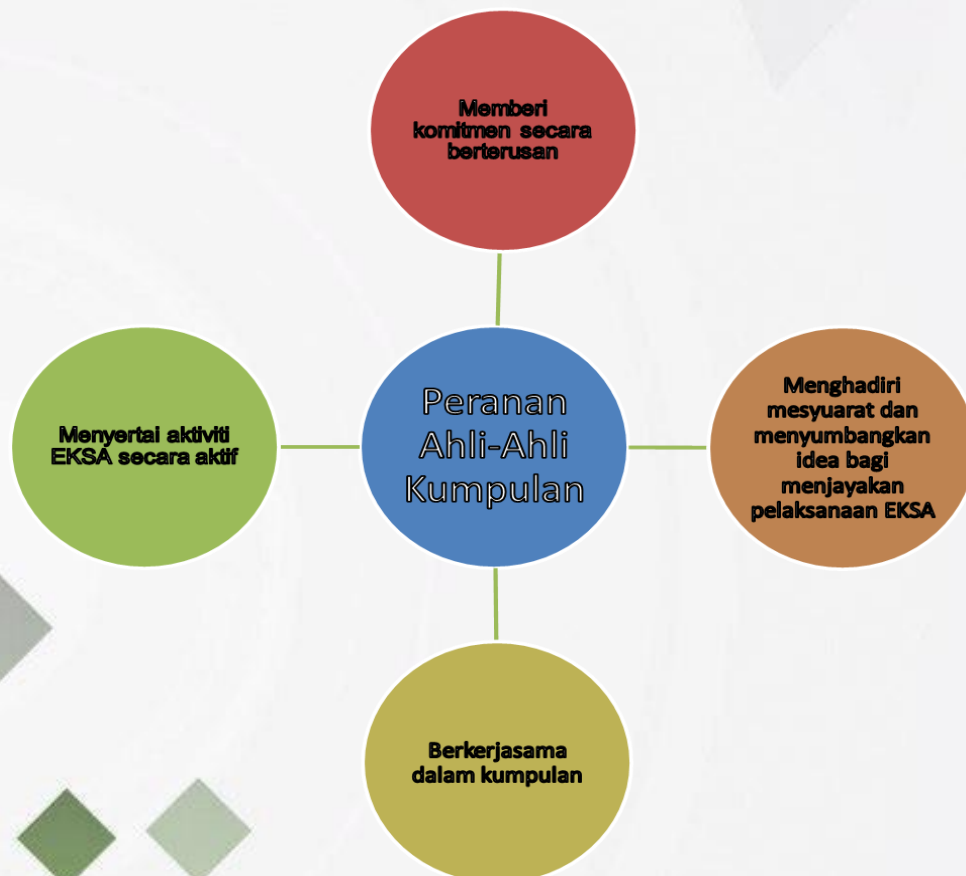 Memberi
komitmen secara
berterusan
Menyertai aktiviti
EKSA secara aktif
Peranan
Ahli-Ahli
Kumpulan
Menghadiri
mesyuarat dan
menyumbangkan
idea bagi
menjayakan
pelaksanaan EKSA
Berkerjasama
dalam kumpulan